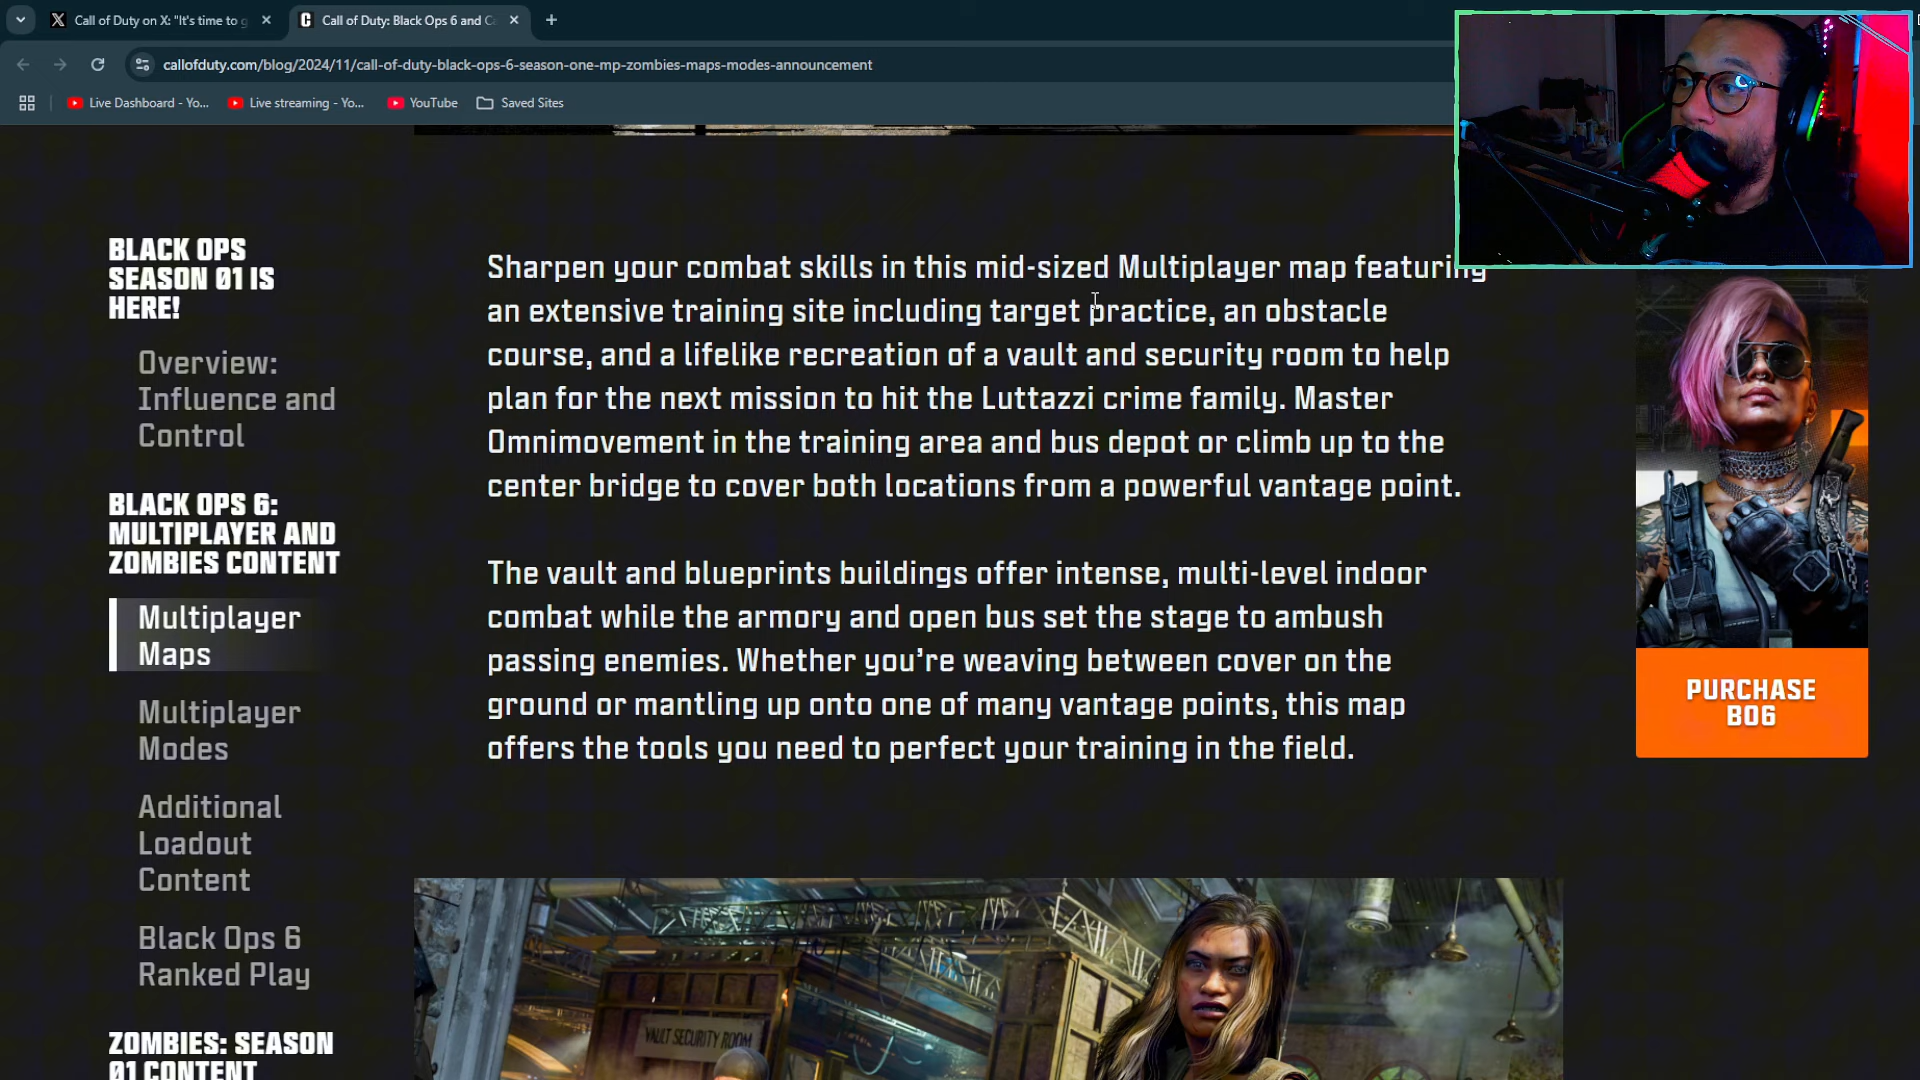 Call of Duty on X: "It's time to g
Call of Duty: Black Ops 6 and C
callofduty.com/blog/2024/11/call-of-duty-black-ops-6-season-one-mp-zombies-maps-modes-announcement
Live Dashboard - Yo...
Live streaming - Yo...
YouTube
Saved Sites
BLACK OPS
SEASON 01 IS
HERE!
Overview:
Influence and
Control
BLACK OPS 6:
MULTIPLAYER AND
ZOMBIES CONTENT
Multiplayer
Maps
Multiplayer
Modes
Additional
Loadout
Content
Black Ops 6
Ranked Play
ZOMBIES: SEASON
01 CONTENT
Sharpen your combat skills in this mid-sized Multiplayer map featuring
an extensive training site including target practice, an obstacle
course, and a lifelike recreation of a vault and security room to help
plan for the next mission to hit the Luttazzi crime family. Master
Omnimovement in the training area and bus depot or climb up to the
center bridge to cover both locations from a powerful vantage point.
The vault and blueprints buildings offer intense, multi-level indoor
combat while the armory and open bus set the stage to ambush
passing enemies. Whether you're weaving between cover on the
ground or mantling up onto one of many vantage points, this map
offers the tools you need to perfect your training in the field.
VAULT SECURITY ROOM
PURCHASE
BO6